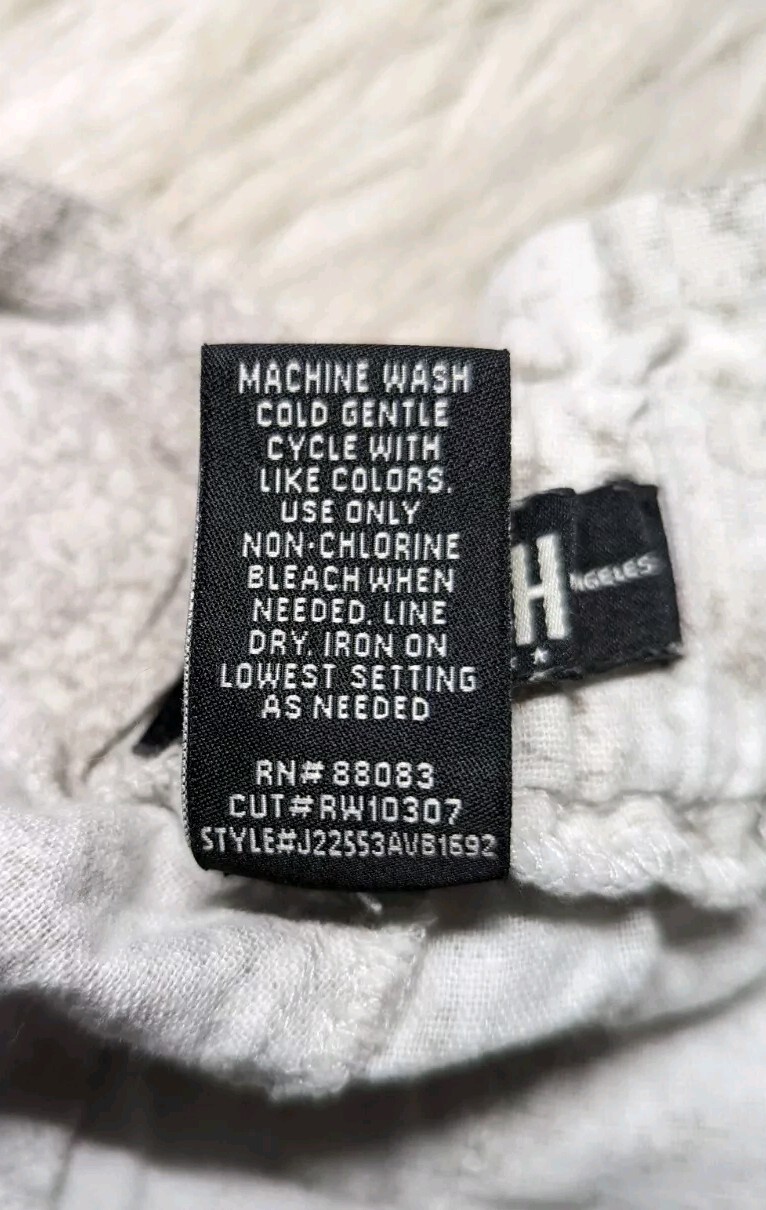 MACHINE WASH
COLD GENTLE
CYCLE WITH
LIKE COLORS.
USE ONLY
NON-CHLORINE
BLEACH WHEN
NEEDED. LINE
DRY. IRON ON
LOWEST SETTING
AS NEEDED
RN# 88083
CUT#RW10307
STYLE#J22553AVB1692
H
NGELES